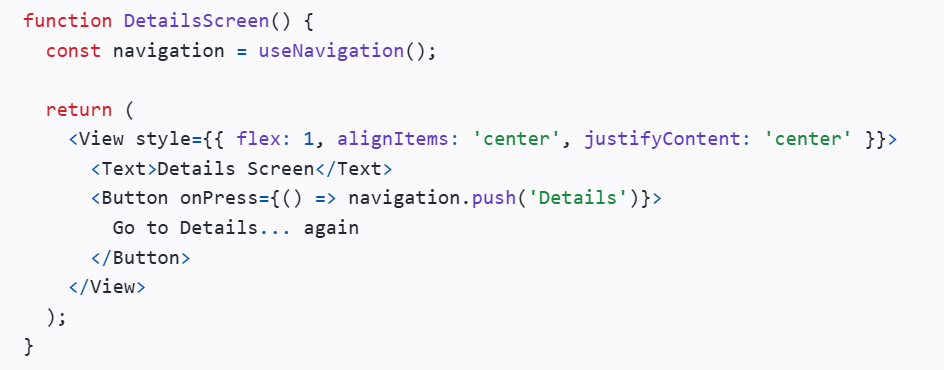 function DetailsScreen() {
  const navigation = useNavigation();

  return (
    <View style={{ flex: 1, alignItems: 'center', justifyContent: 'center' }}>
      <Text>Details Screen</Text>
      <Button onPress={() => navigation.push('Details')}>
        Go to Details... again
      </Button>
    </View>
  );
}